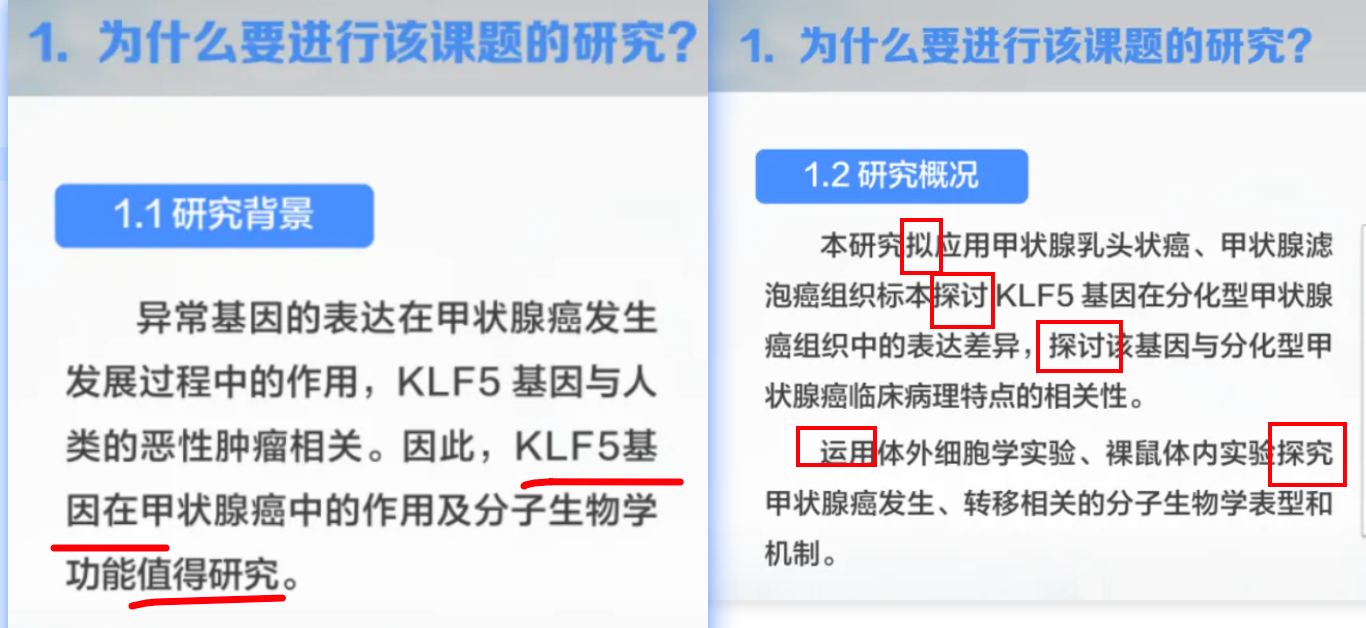 1. 为什么要进行该课题的研究?
1.1 研究背景
异常基因的表达在甲状腺癌发生
发展过程中的作用，KLF5 基因与人
类的恶性肿瘤相关。因此，KLF5基
因在甲状腺癌中的作用及分子生物学
功能值得研究。
1. 为什么要进行该课题的研究?
1.2 研究概况
本研究拟应用甲状腺乳头状癌、甲状腺滤
泡癌组织标本探讨 KLF5 基因在分化型甲状腺
癌组织中的表达差异，探讨该基因与分化型甲
状腺癌临床病理特点的相关性。
运用体外细胞学实验、裸鼠体内实验探究
甲状腺癌发生、转移相关的分子生物学表型和
机制。